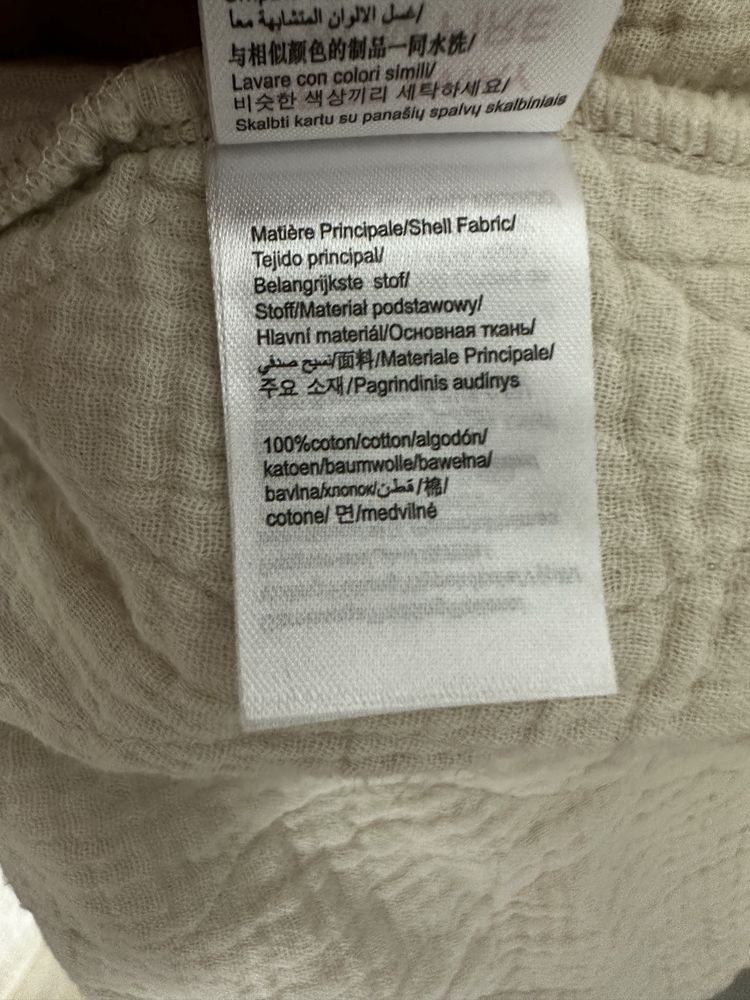 غسل الالوان المتشابهة معا/
与相似颜色的制品一同水洗/
Lavare con colori simili/
비슷한 색상끼리 세탁하세요/
Skalbti kartu su panašių spalvų skalbiniais
Matière Principale/Shell Fabric/
Tejido principal/
Belangrijkste stof/
Stoff/Materiał podstawowy/
Hlavní materiál/Основная ткань/
نسيج صنفي/面料/Materiale Principale/
주요 소재/Pagrindinis audinys
100%coton/cotton/algodón/
katoen/baumwolle/bawełna/
bavlna/хлопок/قطن/棉/
cotone/ 면/medvilnė